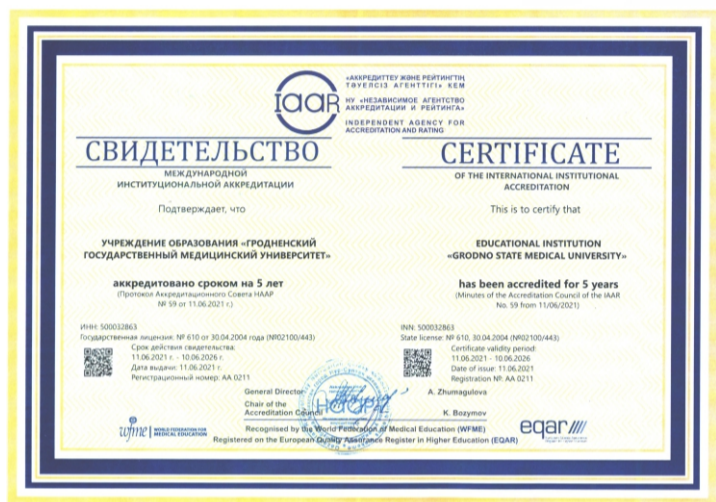 IAAR
«АККРЕДИТТЕУ ЖӘНЕ РЕЙТИНГТІҢ
ТӘУЕЛСІЗ АГЕНТТІГІ» КЕМ
НУ «НЕЗАВИСИМОЕ АГЕНТСТВО
АККРЕДИТАЦИИ И РЕЙТИНГА»
INDEPENDENT AGENCY FOR
ACCREDITATION AND RATING
СВИДЕТЕЛЬСТВО
МЕЖДУНАРОДНОЙ
ИНСТИТУЦИОНАЛЬНОЙ АККРЕДИТАЦИИ
Подтверждает, что
УЧРЕЖДЕНИЕ ОБРАЗОВАНИЯ «ГРОДНЕНСКИЙ
ГОСУДАРСТВЕННЫЙ МЕДИЦИНСКИЙ УНИВЕРСИТЕТ»
аккредитовано сроком на 5 лет
(Протокол Аккредитационного Совета НААР
№ 59 от 11.06.2021 г.)
ИНН: 500032863
Государственная лицензия: № 610 от 30.04.2004 года (№02100/443)
Срок действия свидетельства:
11.06.2021 г. - 10.06.2026 г.
Дата выдачи: 11.06.2021 г.
Регистрационный номер: AA 0211
CERTIFICATE
OF THE INTERNATIONAL INSTITUTIONAL
ACCREDITATION
This is to certify that
EDUCATIONAL INSTITUTION
«GRODNO STATE MEDICAL UNIVERSITY»
has been accredited for 5 years
(Minutes of the Accreditation Council of the IAAR
No. 59 from 11/06/2021)
INN: 500032863
State license: № 610, 30.04.2004 (№02100/443)
Certificate validity period:
11.06.2021 - 10.06.2026
Date of issue: 11.06.2021
Registration №: AA 0211
General Director A. Zhumagulova
Chair of the
Accreditation Council K. Bozymov
НААР
wfme WORLD FEDERATION FOR
MEDICAL EDUCATION
Recognised by the World Federation of Medical Education (WFME)
Registered on the European Quality Assurance Register in Higher Education (EQAR)
eqar